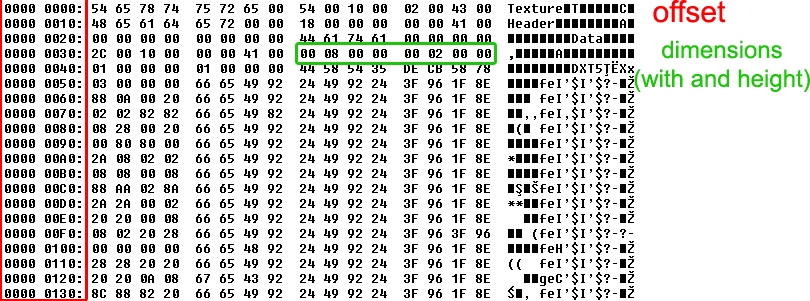 offset
dimensions
(with and height)
0000 0000: 54 65 78 74 75 72 65 00 54 00 10 00 02 00 43 00 Texture■T■■■■■C■
0000 0010: 48 65 61 64 65 72 00 00 18 00 00 00 00 00 41 00 Header■■■■■■■■A■
0000 0020: 00 00 00 00 00 00 00 00 44 61 74 61 00 00 00 00 ■■■■■■■■Data■■■■
0000 0030: 2C 00 10 00 00 00 41 00 00 08 00 00 00 02 00 00 ,■■■■■A■■■■■■■■■
0000 0040: 01 00 00 00 01 00 00 00 44 58 54 35 DE CB 58 78 ■■■■■■■■DXT5ŢËXx
0000 0050: 03 00 00 00 66 65 49 92 24 49 92 24 3F 96 1F 8E ■■■■feI'$I'$?-■Ž
0000 0060: 88 0A 00 20 66 65 49 92 24 49 92 24 3F 96 1F 8E ■■■ feI'$I'$?-■Ž
0000 0070: 02 02 82 82 66 65 49 82 24 49 92 24 3F 96 1F 8E ■■,,feI,$I'$?-■Ž
0000 0080: 08 28 00 20 66 65 49 92 24 49 92 24 3F 96 1F 8E ■(■ feI'$I'$?-■Ž
0000 0090: 00 80 80 00 66 65 49 92 24 49 92 24 3F 96 1F 8E ■■■■feI'$I'$?-■Ž
0000 00A0: 2A 08 02 02 66 65 49 92 24 49 92 24 3F 96 1F 8E *■■■feI'$I'$?-■Ž
0000 00B0: 08 08 00 08 66 65 49 92 24 49 92 24 3F 96 1F 8E ■■■■feI'$I'$?-■Ž
0000 00C0: 88 AA 02 8A 66 65 49 92 24 49 92 24 3F 96 1F 8E ■Ş■ŠfeI'$I'$?-■Ž
0000 00D0: 2A 2A 00 02 66 65 49 92 24 49 92 24 3F 96 1F 8E **■■feI'$I'$?-■Ž
0000 00E0: 20 20 00 08 66 65 49 92 24 49 92 24 3F 96 1F 8E ■■feI'$I'$?-■Ž
0000 00F0: 08 02 20 28 66 65 49 92 24 49 92 24 3F 96 3F 96 ■■ (feI'$I'$?-?-
0000 0100: 00 00 00 00 66 65 48 92 24 49 92 24 3F 96 1F 8E ■■■■feH'$I'$?-■Ž
0000 0110: 28 28 20 20 66 65 49 92 24 49 92 24 3F 96 1F 8E ((  feI'$I'$?-■Ž
0000 0120: 20 20 0A 08 67 65 43 92 24 49 92 24 3F 96 1F 8E ■■geC'$I'$?-■Ž
0000 0130: 8C 88 82 20 66 65 49 92 24 49 92 24 3F 96 1F 8E Ś■, feI'$I'$?-■Ž